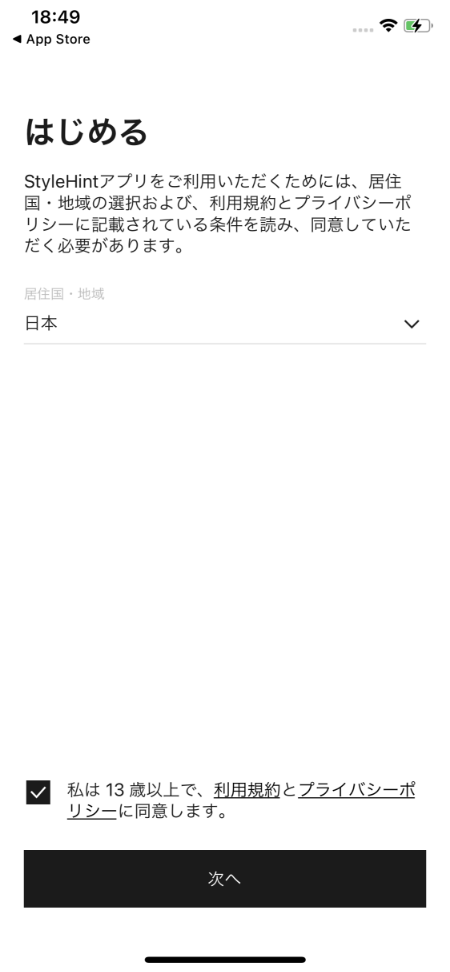 18:49
◀ App Store
はじめる
StyleHintアプリをご利用いただくためには、居住
国・地域の選択および、利用規約とプライバシーポ
リシーに記載されている条件を読み、同意していた
だく必要があります。
居住国・地域
日本
私は 13 歳以上で、利用規約とプライバシーポ
リシーに同意します。
次へ